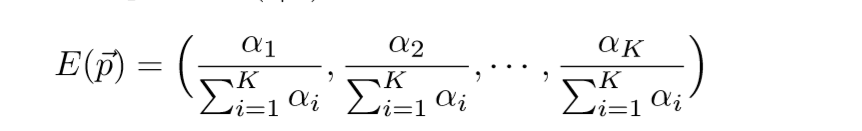 E(\vec{p}) = \left( \frac{\alpha_1}{\sum_{i=1}^{K} \alpha_i}, \frac{\alpha_2}{\sum_{i=1}^{K} \alpha_i}, \cdots, \frac{\alpha_K}{\sum_{i=1}^{K} \alpha_i} \right)